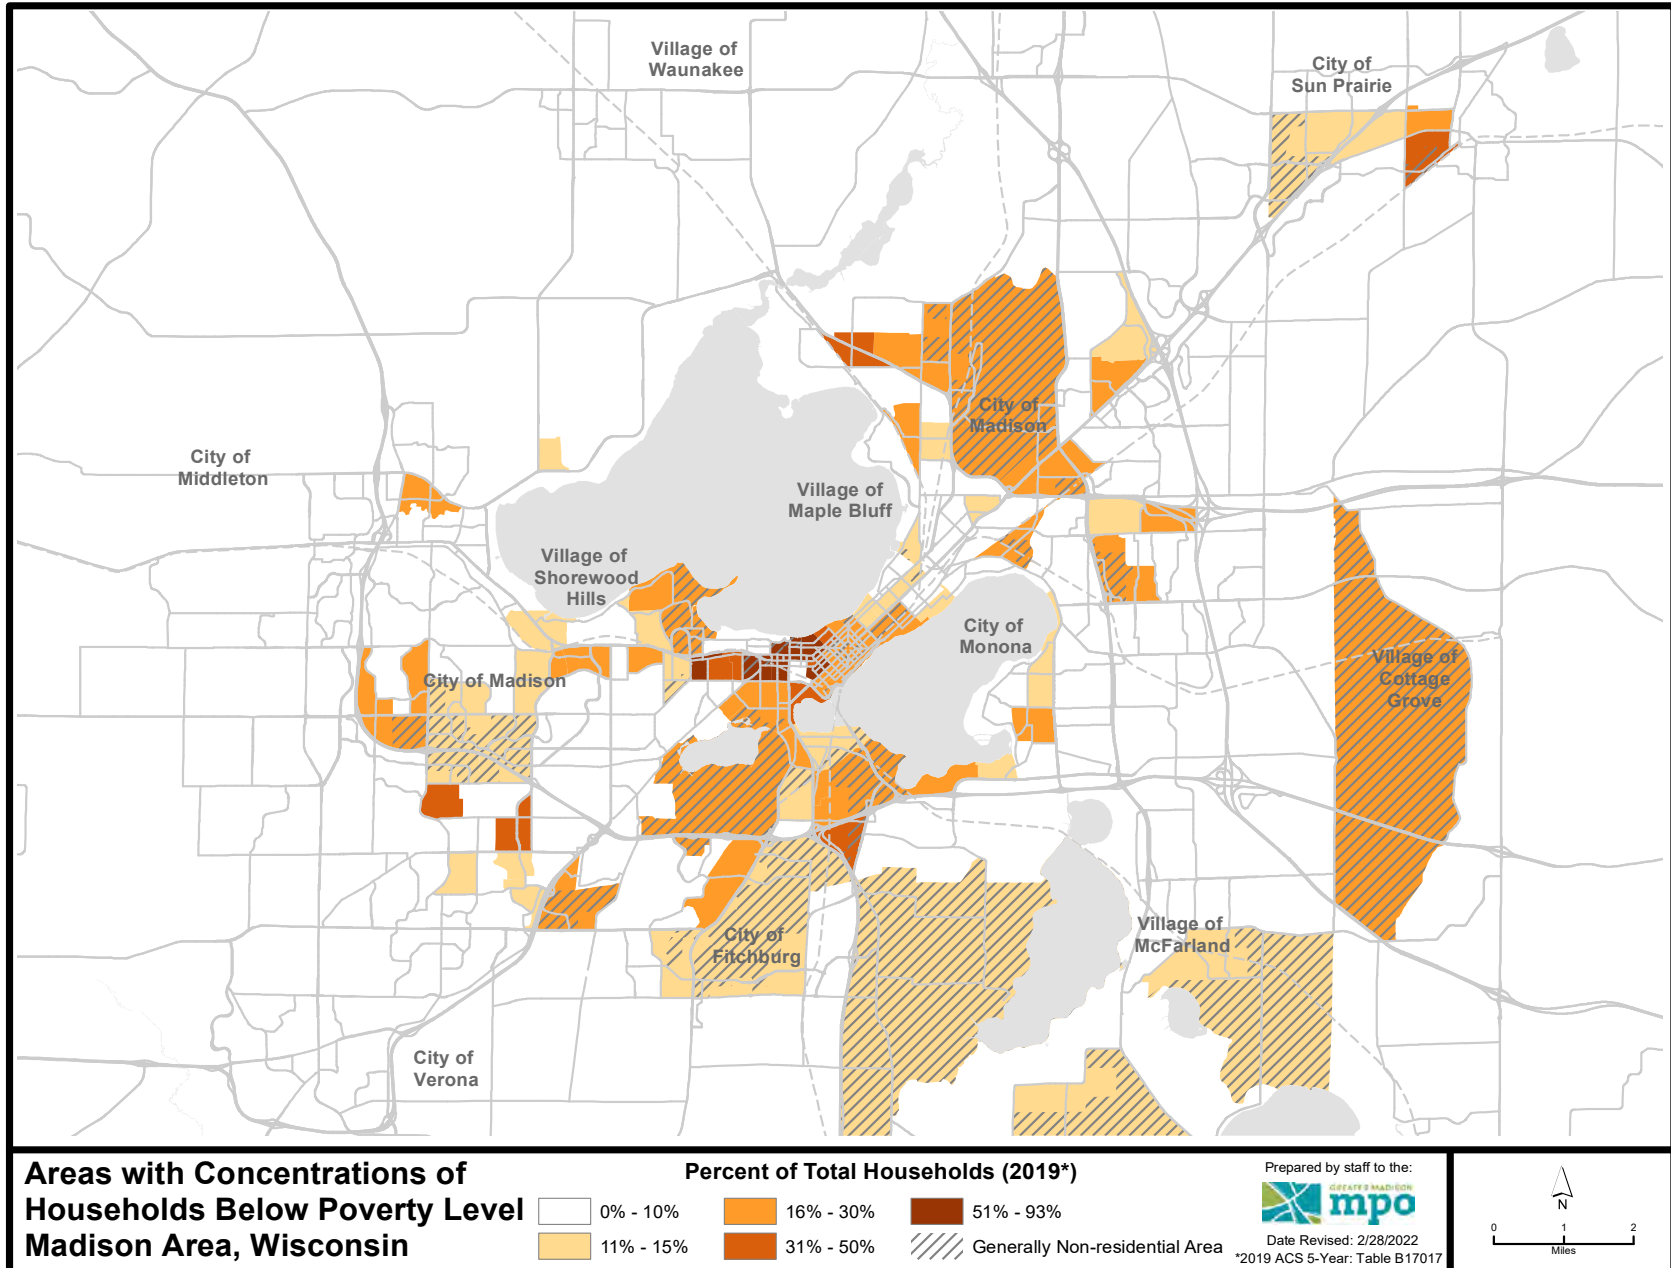 Village of
Waunakee
City of
Sun Prairie
City of
Madison
City of
Middleton
Village of
Maple Bluff
Village of
Shorewood
Hills
City of
Monona
Village of
Cottage
Grove
City of Madison
City of
Fitchburg
Village of
McFarland
City of
Verona
Areas with Concentrations of
Households Below Poverty Level
Madison Area, Wisconsin
Percent of Total Households (2019*)
0% - 10%
16% - 30%
51% - 93%
11% - 15%
31% - 50%
Generally Non-residential Area
Prepared by staff to the:
GREATER MADISON
mpo
Date Revised: 2/28/2022
*2019 ACS 5-Year: Table B17017
N
0 1 2
Miles